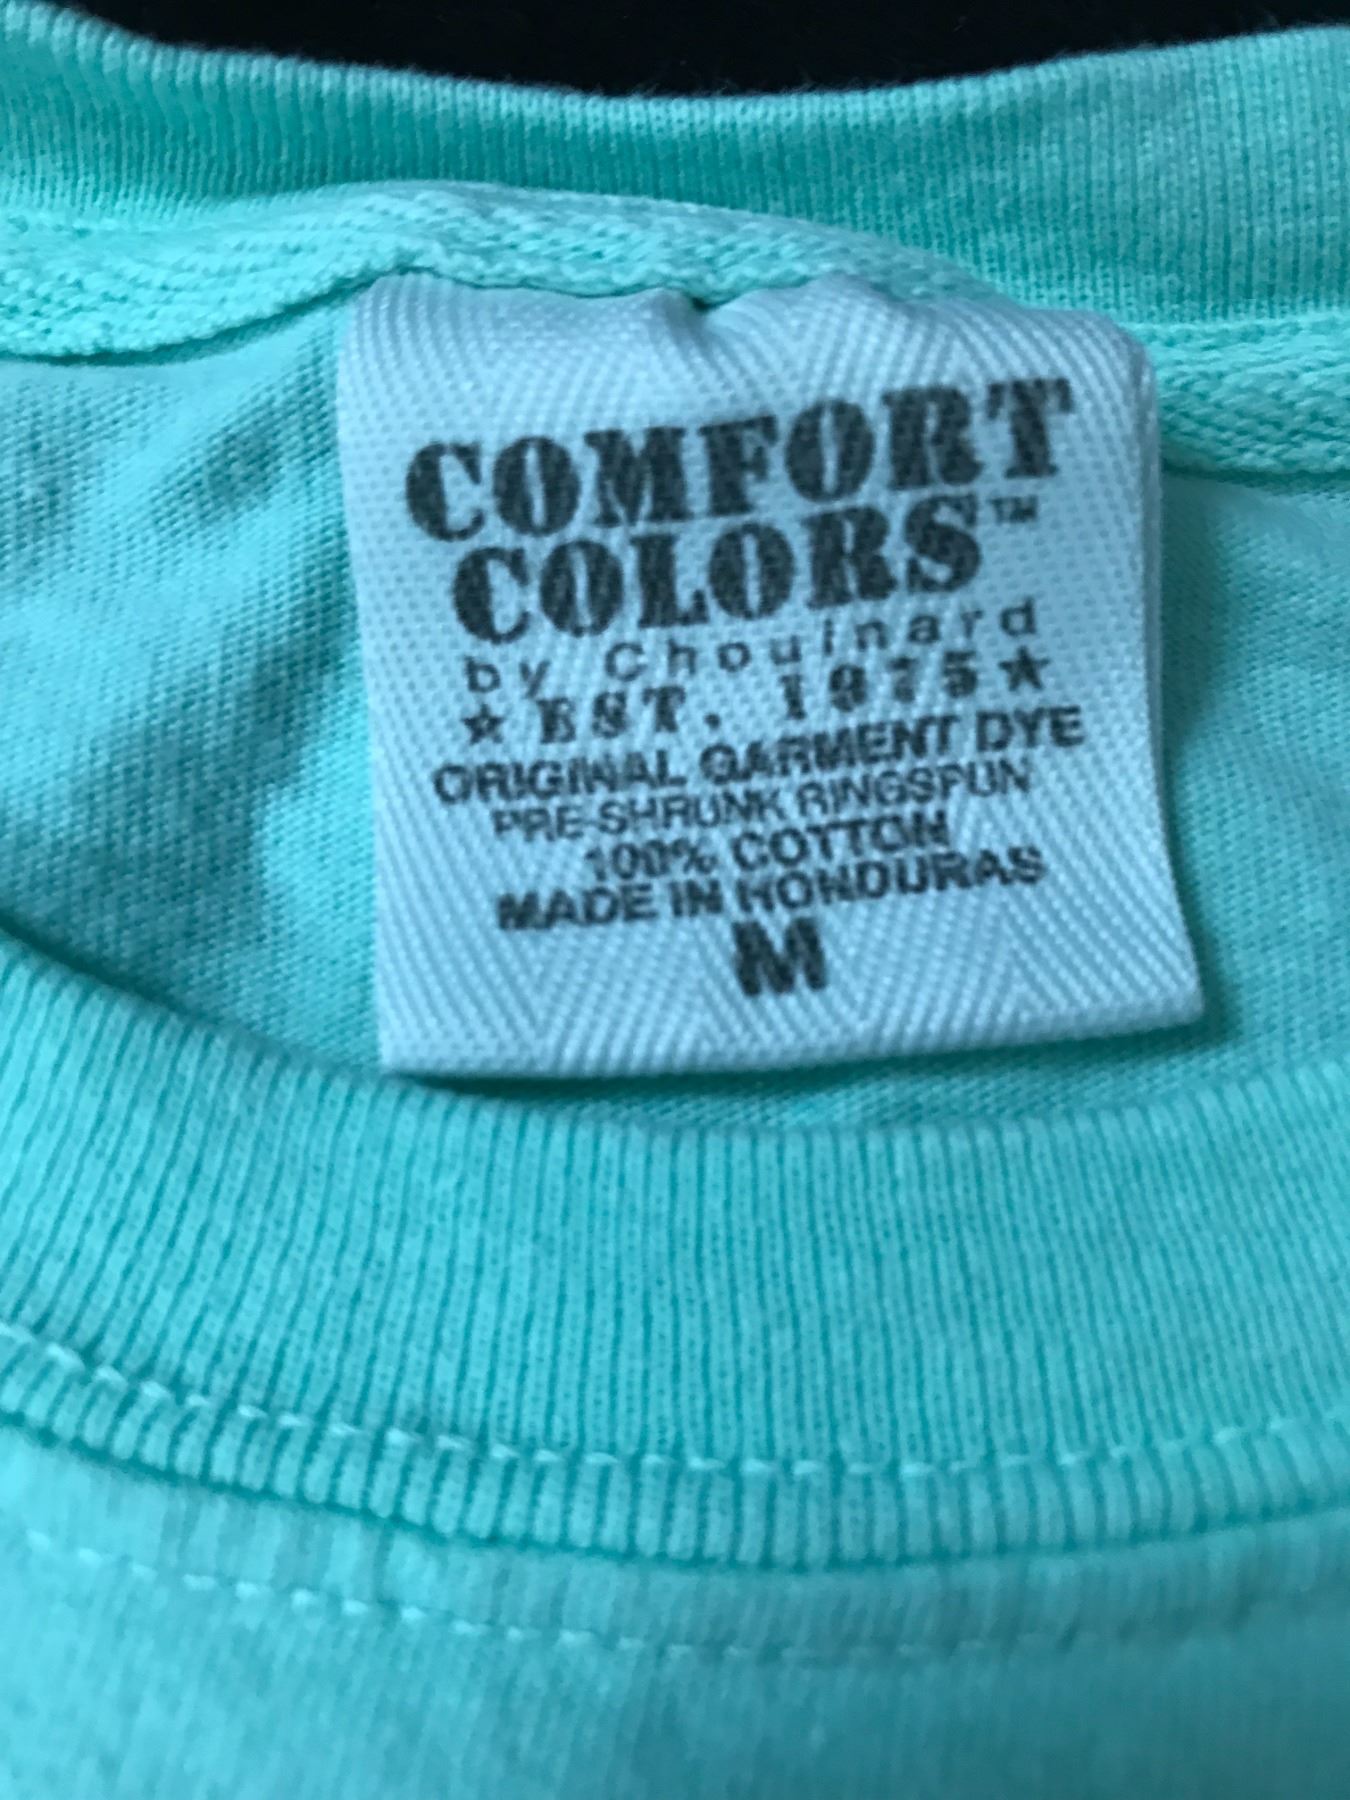 COMFORT
COLORS™
by Chouinard
★ EST. 1975 ★
ORIGINAL GARMENT DYE
PRE-SHRUNK RINGSPUN
100% COTTON
MADE IN HONDURAS
M